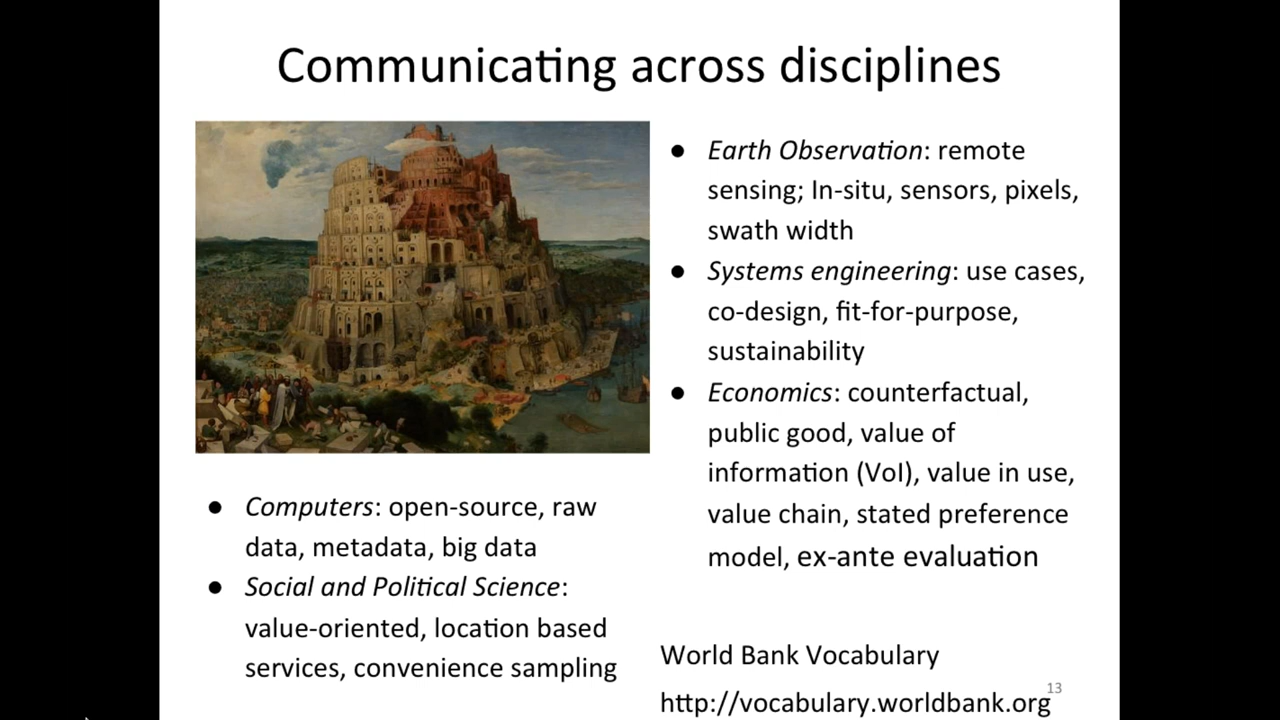 Communicating across disciplines
● Computers: open-source, raw
data, metadata, big data
● Social and Political Science:
value-oriented, location based
services, convenience sampling
● Earth Observation: remote
sensing; In-situ, sensors, pixels,
swath width
● Systems engineering: use cases,
co-design, fit-for-purpose,
sustainability
● Economics: counterfactual,
public good, value of
information (VoI), value in use,
value chain, stated preference
model, ex-ante evaluation
World Bank Vocabulary
http://vocabulary.worldbank.org
13